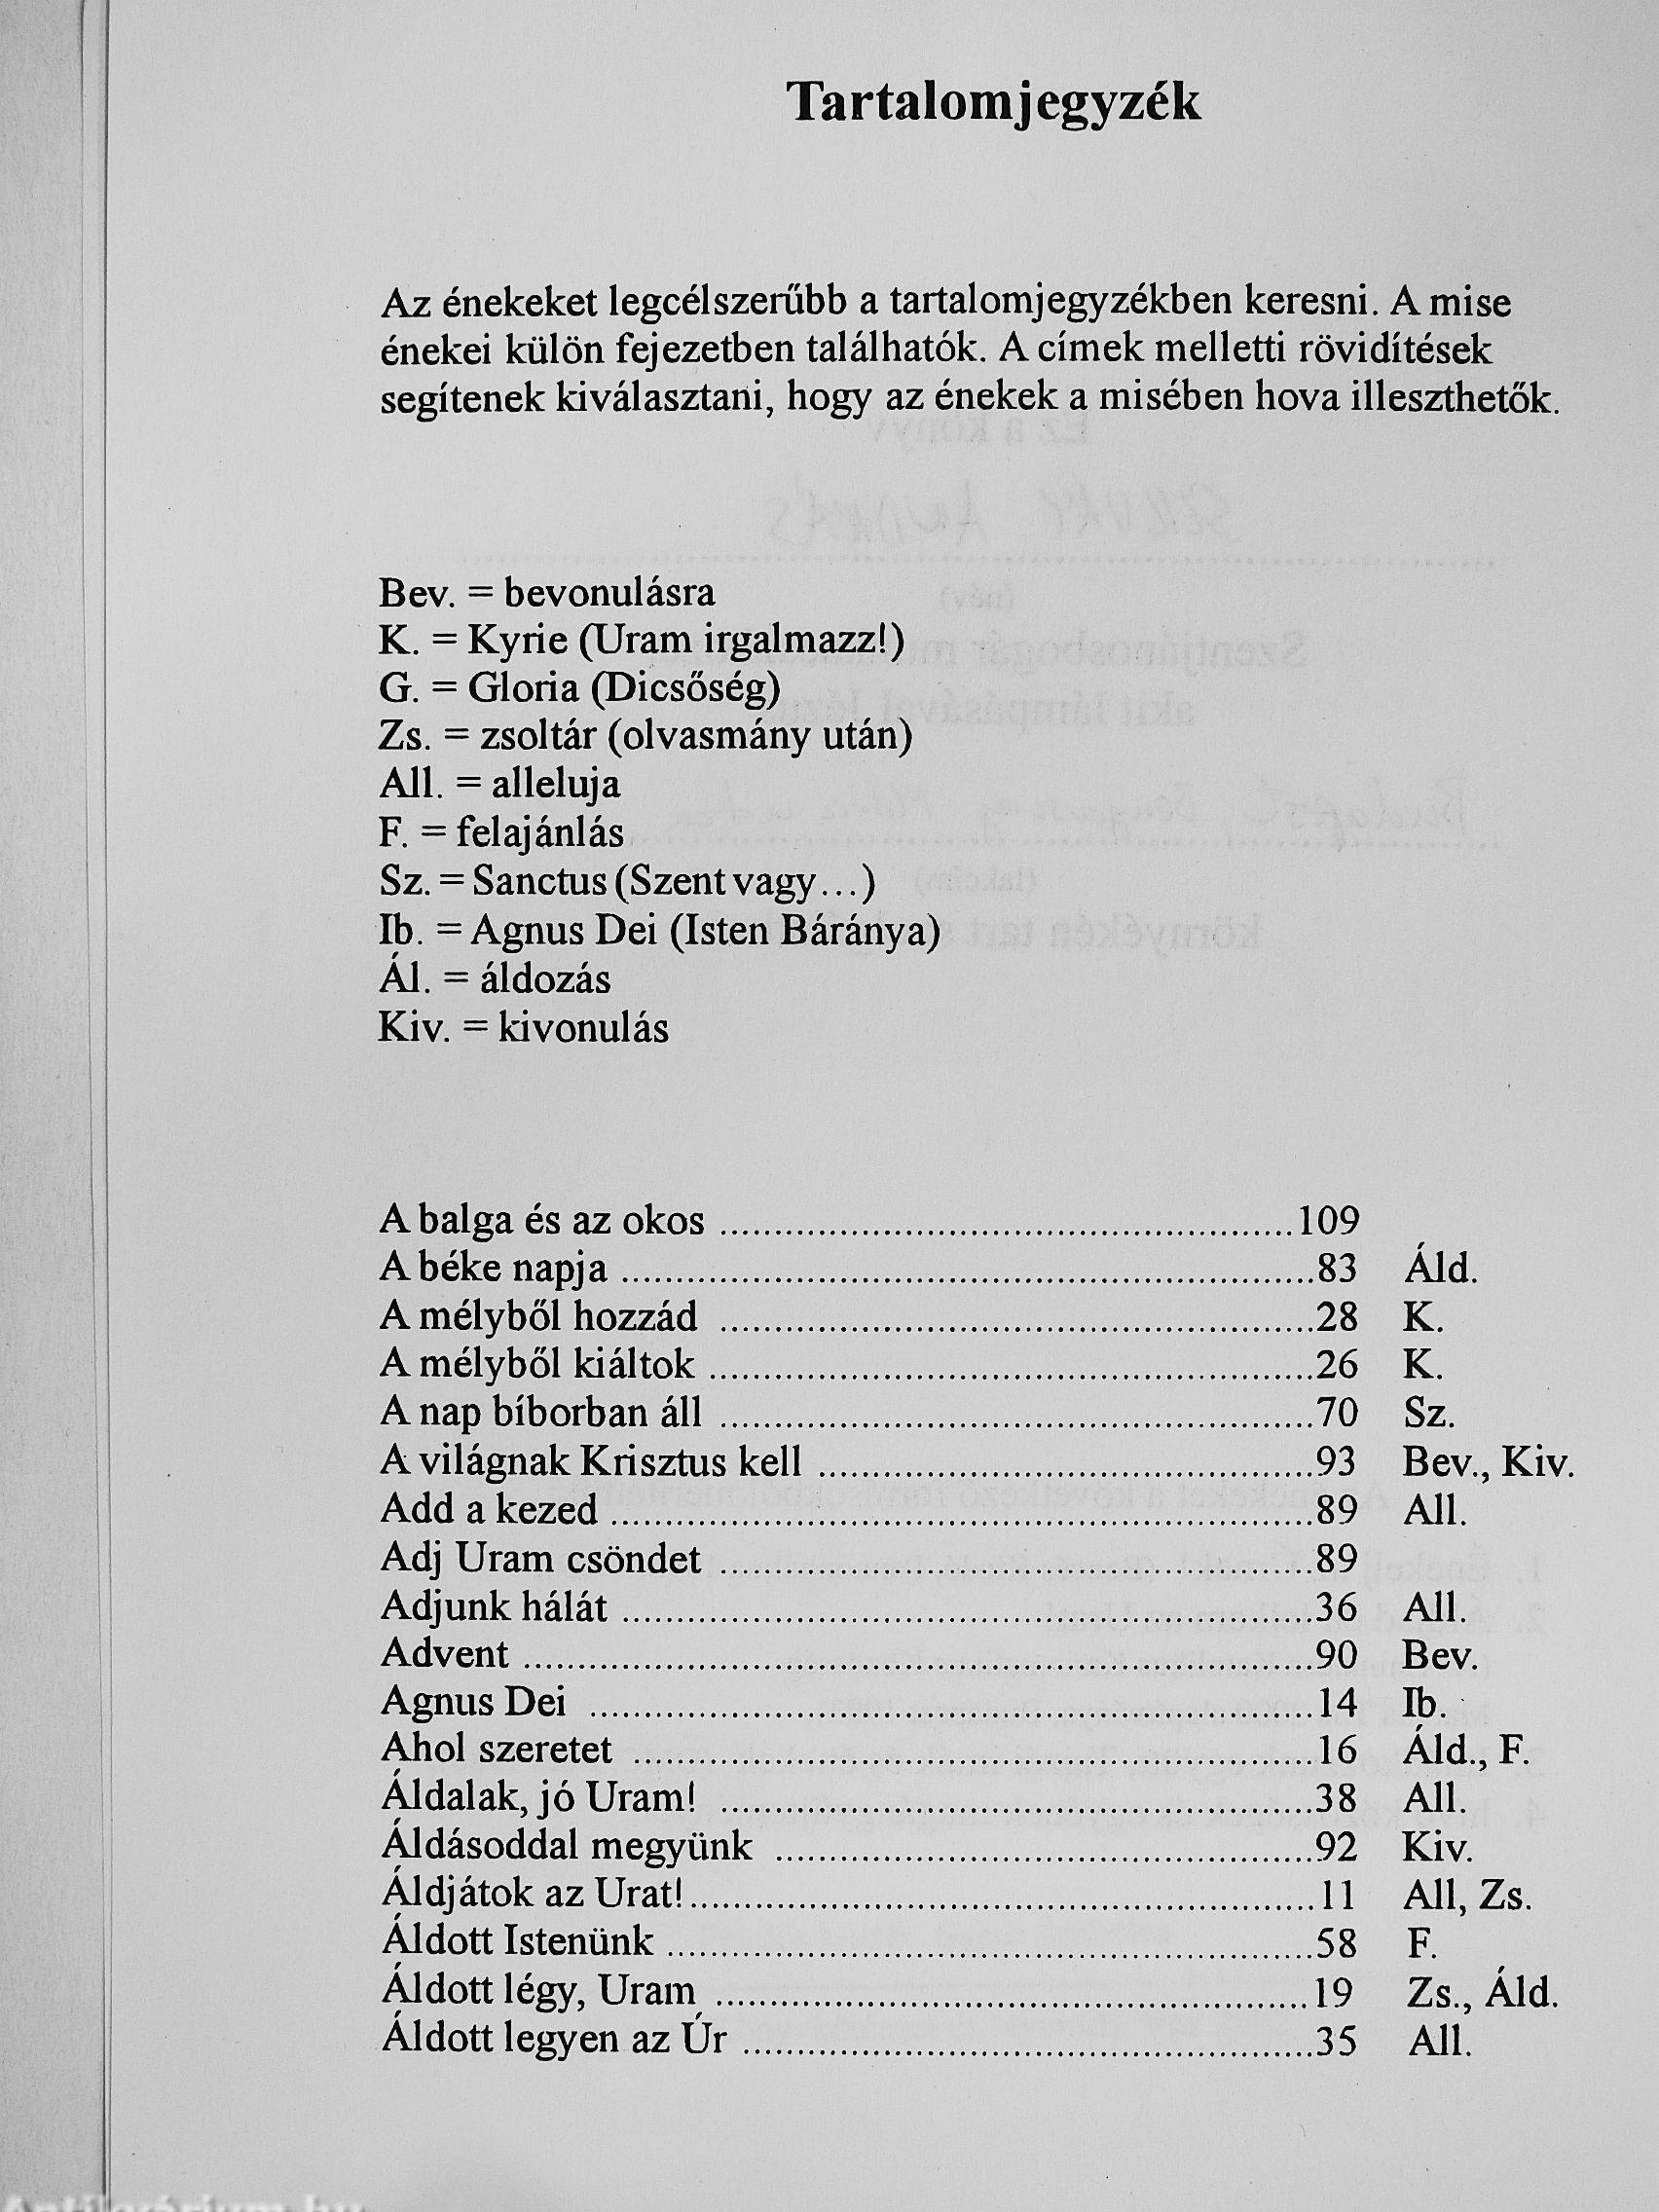 Tartalomjegyzék
Az énekeket legcélszerűbb a tartalomjegyzékben keresni. A mise
énekei külön fejezetben találhatók. A címek melletti rövidítések
segítenek kiválasztani, hogy az énekek a misében hova illeszthetők.
Bev. = bevonulásra
K. = Kyrie (Uram irgalmazz!)
G. = Gloria (Dicsőség)
Zs. = zsoltár (olvasmány után)
All. = alleluja
F. = felajánlás
Sz. = Sanctus (Szent vagy...)
Ib. = Agnus Dei (Isten Báránya)
Ál. = áldozás
Kiv. = kivonulás
A balga és az okos ........ 109
A béke napja ........ 83 Áld.
A mélyből hozzád ........ 28 K.
A mélyből kiáltok ........ 26 K.
A nap bíborban áll ........ 70 Sz.
A világnak Krisztus kell ........ 93 Bev., Kiv.
Add a kezed ........ 89 All.
Adj Uram csöndet ........ 89
Adjunk hálát ........ 36 All.
Advent ........ 90 Bev.
Agnus Dei ........ 14 Ib.
Ahol szeretet ........ 16 Áld., F.
Áldalak, jó Uram! ........ 38 All.
Áldásoddal megyünk ........ 92 Kiv.
Áldjátok az Urat! ........ 11 All, Zs.
Áldott Istenünk ........ 58 F.
Áldott légy, Uram ........ 19 Zs., Áld.
Áldott legyen az Úr ........ 35 All.